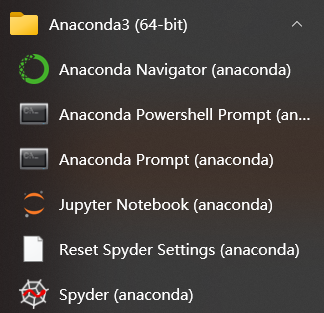 Anaconda3 (64-bit)
Anaconda Navigator (anaconda)
Anaconda Powershell Prompt (an...
Anaconda Prompt (anaconda)
Jupyter Notebook (anaconda)
Reset Spyder Settings (anaconda)
Spyder (anaconda)